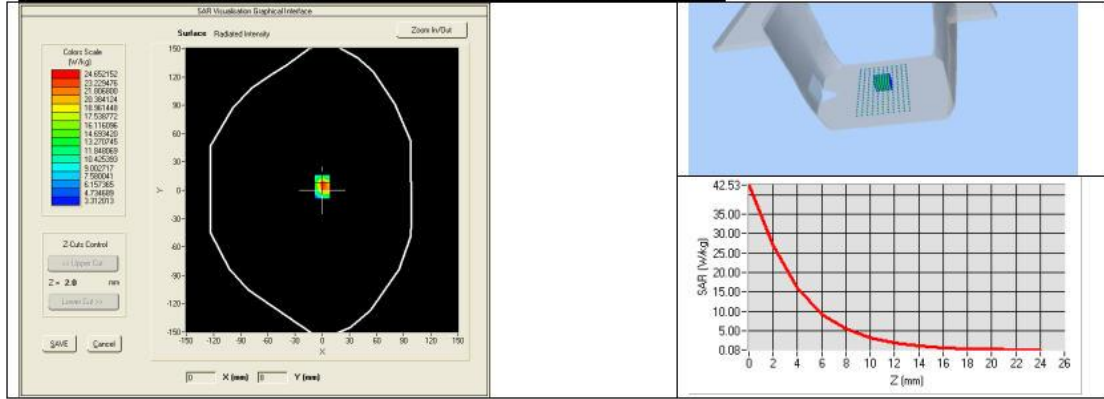 SAR Visualisation Graphical Interface
Surface Radiated Intensity
Zoom In/Out
Colors Scale
(W/kg)
24.652152
23.229476
21.806800
20.384124
18.961448
17.538772
16.116096
14.693420
13.270745
11.848069
10.425393
9.002717
7.580041
6.157365
4.734689
3.312013
Z-Cuts Control
<< Upper Cut
Z = 2.0 mm
Lower Cut >>
SAVE Cancel
150
120
90
60
30
0
-30
-60
-90
-120
-150
Y
-150 -120 -90 -60 -30 0 30 60 90 120 150
X
0 X (mm) 8 Y (mm)
42.53
35.00
30.00
25.00
20.00
15.00
10.00
5.00
0.08
SAR (W/kg)
0 2 4 6 8 10 12 14 16 18 20 22 24 26
Z (mm)